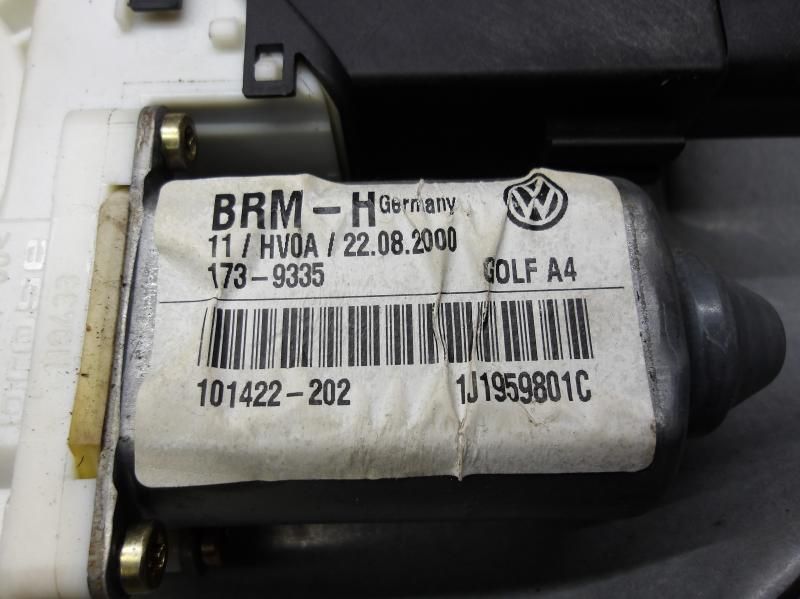 BRM-H Germany
11/HV0A/22.08.2000
173-9335 GOLF A4
101422-202 1J1959801C